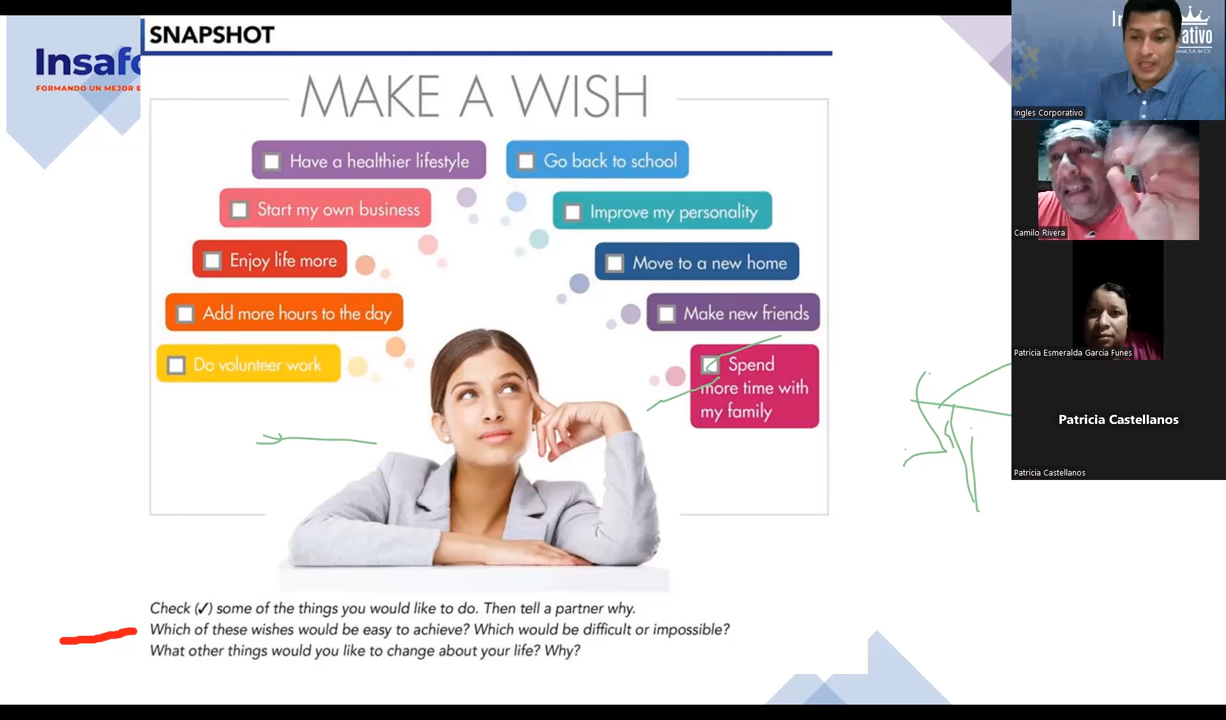 SNAPSHOT
Insafo
FORMANDO UN MEJOR E
MAKE A WISH
Have a healthier lifestyle
Go back to school
Start my own business
Improve my personality
Enjoy life more
Move to a new home
Add more hours to the day
Make new friends
Do volunteer work
Spend
more time with
my family
Check (✓) some of the things you would like to do. Then tell a partner why.
Which of these wishes would be easy to achieve? Which would be difficult or impossible?
What other things would you like to change about your life? Why?
In
ativo
Ingles Corporativo
Camilo Rivera
Patricia Esmeralda Garcia Funes
Patricia Castellanos
Patricia Castellanos